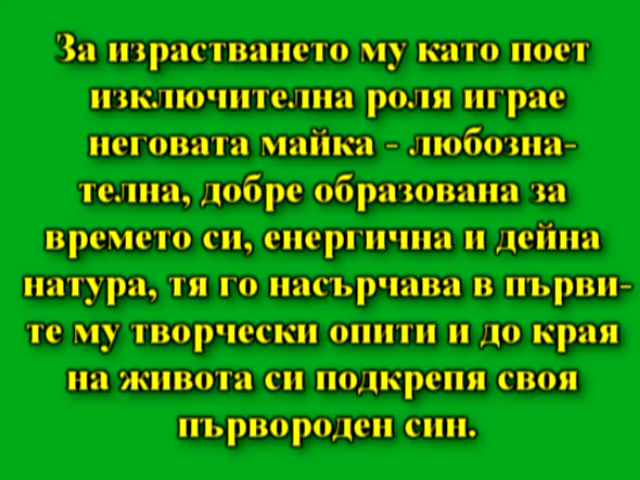 За израстването му като поет
изключителна роля играе
неговата майка - любозна-
телна, добре образована за
времето си, енергична и дейна
натура, тя го насърчава в първи-
те му творчески опити и до края
на живота си подкрепя своя
първороден син.